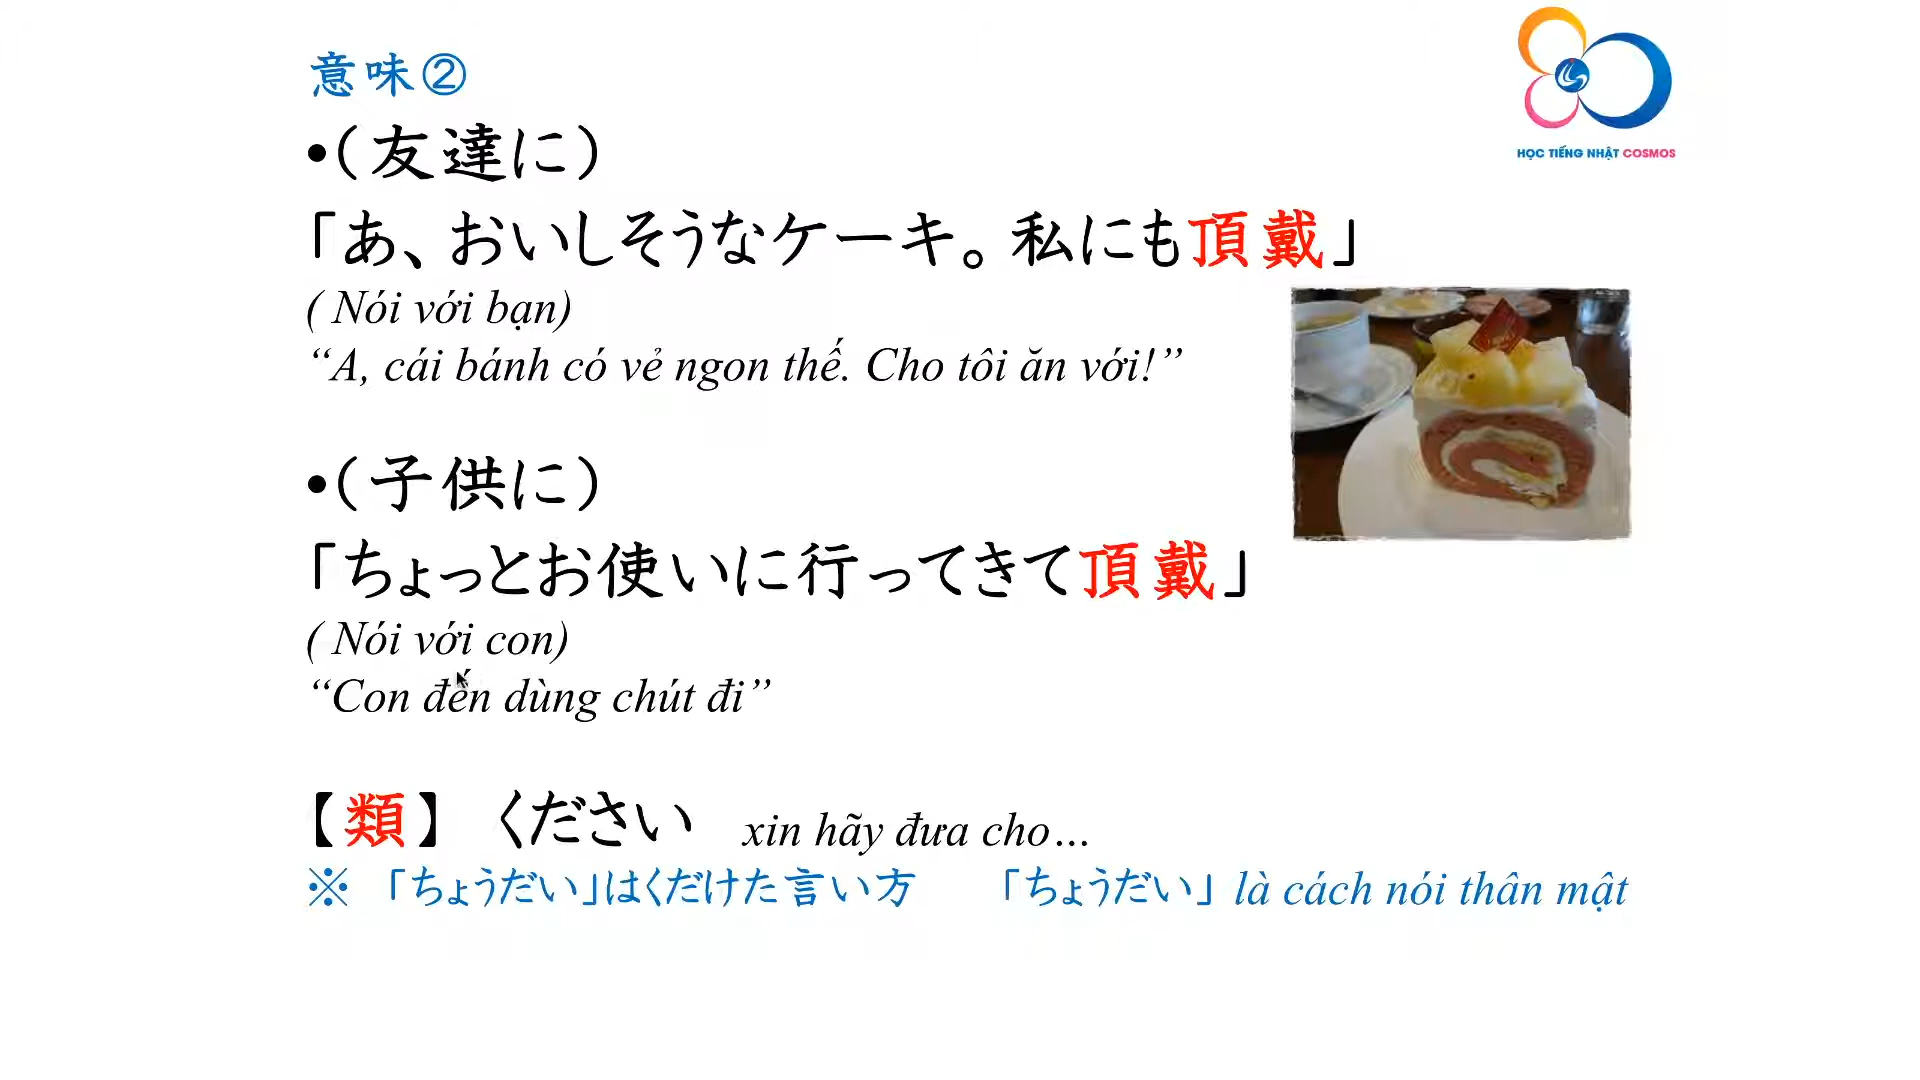 意味②
HỌC TIẾNG NHẬT COSMOS
•（友達に）
「あ、おいしそうなケーキ。私にも頂戴」
( Nói với bạn)
“A, cái bánh có vẻ ngon thế. Cho tôi ăn với!”
•（子供に）
「ちょっとお使いに行ってきて頂戴」
( Nói với con)
“Con đến dùng chút đi”
【類】 ください xin hãy đưa cho…
※ 「ちょうだい」はくだけた言い方 「ちょうだい」 là cách nói thân mật